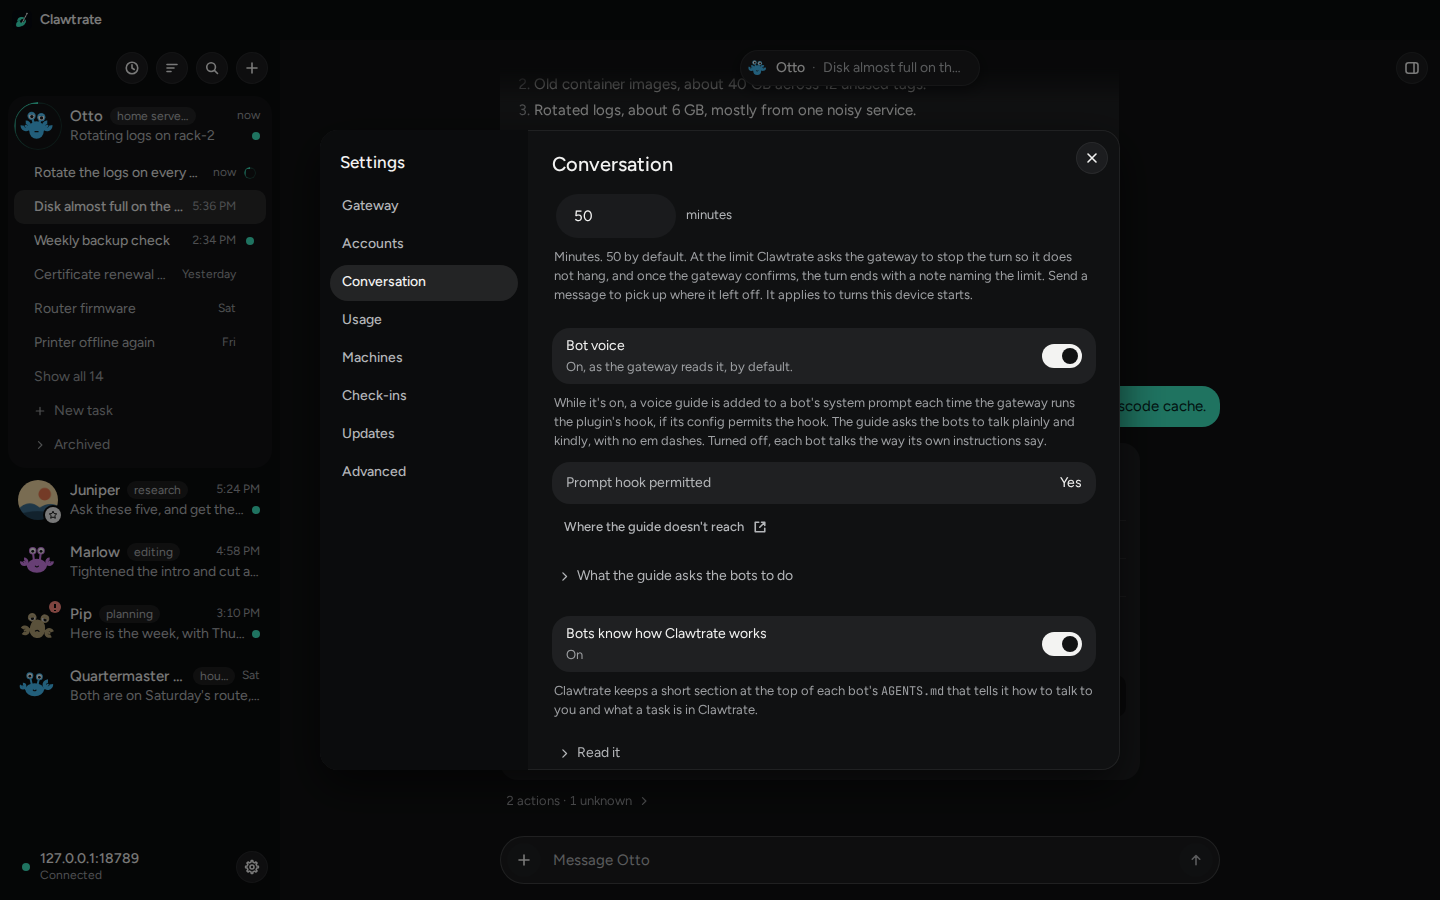 Clawtrate
Otto
home serve...
now
Rotating logs on rack-2
Rotate the logs on every ...
now
Disk almost full on the ...
5:36 PM
Weekly backup check
2:34 PM
Certificate renewal ...
Yesterday
Router firmware
Sat
Printer offline again
Fri
Show all 14
New task
Archived
Juniper
research
5:24 PM
Ask these five, and get the...
Marlow
editing
4:58 PM
Tightened the intro and cut a...
Pip
planning
3:10 PM
Here is the week, with Thu...
Quartermaster ...
hou...
Sat
Both are on Saturday's route,...
127.0.0.1:18789
Connected
Otto · Disk almost full on th...
2. Old container images, about 40 GB across 12 unused tags.
3. Rotated logs, about 6 GB, mostly from one noisy service.
Settings
Gateway
Accounts
Conversation
Usage
Machines
Check-ins
Updates
Advanced
Conversation
50
minutes
Minutes. 50 by default. At the limit Clawtrate asks the gateway to stop the turn so it does
not hang, and once the gateway confirms, the turn ends with a note naming the limit. Send a
message to pick up where it left off. It applies to turns this device starts.
Bot voice
On, as the gateway reads it, by default.
While it's on, a voice guide is added to a bot's system prompt each time the gateway runs
the plugin's hook, if its config permits the hook. The guide asks the bots to talk plainly and
kindly, with no em dashes. Turned off, each bot talks the way its own instructions say.
Prompt hook permitted
Yes
Where the guide doesn't reach
What the guide asks the bots to do
Bots know how Clawtrate works
On
Clawtrate keeps a short section at the top of each bot's AGENTS.md that tells it how to talk to
you and what a task is in Clawtrate.
Read it
scode cache.
2 actions · 1 unknown
Message Otto